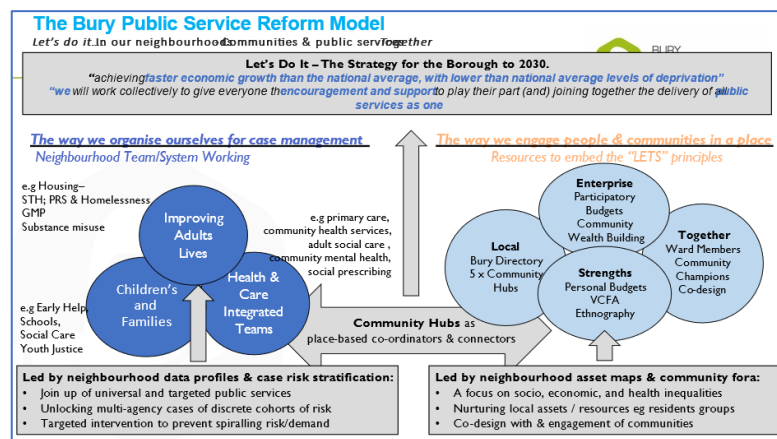 The Bury Public Service Reform Model
Let's do it..In our neighbourhoods Communities & public services Together
BURY
Let's Do It – The Strategy for the Borough to 2030.
"achieving faster economic growth than the national average, with lower than national average levels of deprivation"
"we will work collectively to give everyone the encouragement and support to play their part (and) joining together the delivery of all public
services as one
The way we organise ourselves for case management
Neighbourhood Team/System Working
The way we engage people & communities in a place
Resources to embed the "LETS" principles
e.g Housing–
STH; PRS & Homelessness
GMP
Substance misuse
Improving
Adults
Lives
Children's
and
Families
Health &
Care
Integrated
Teams
e.g Early Help,
Schools,
Social Care
Youth Justice
e.g primary care,
community health services,
adult social care ,
community mental health,
social prescribing
Enterprise
Participatory
Budgets
Community
Wealth Building
Local
Bury Directory
5 x Community
Hubs
Together
Ward Members
Community
Champions
Co-design
Strengths
Personal Budgets
VCFA
Ethnography
Community Hubs as
place-based co-ordinators & connectors
Led by neighbourhood data profiles & case risk stratification:
• Join up of universal and targeted public services
• Unlocking multi-agency cases of discrete cohorts of risk
• Targeted intervention to prevent spiralling risk/demand
Led by neighbourhood asset maps & community fora:
• A focus on socio, economic, and health inequalities
• Nurturing local assets / resources eg residents groups
• Co-design with & engagement of communities